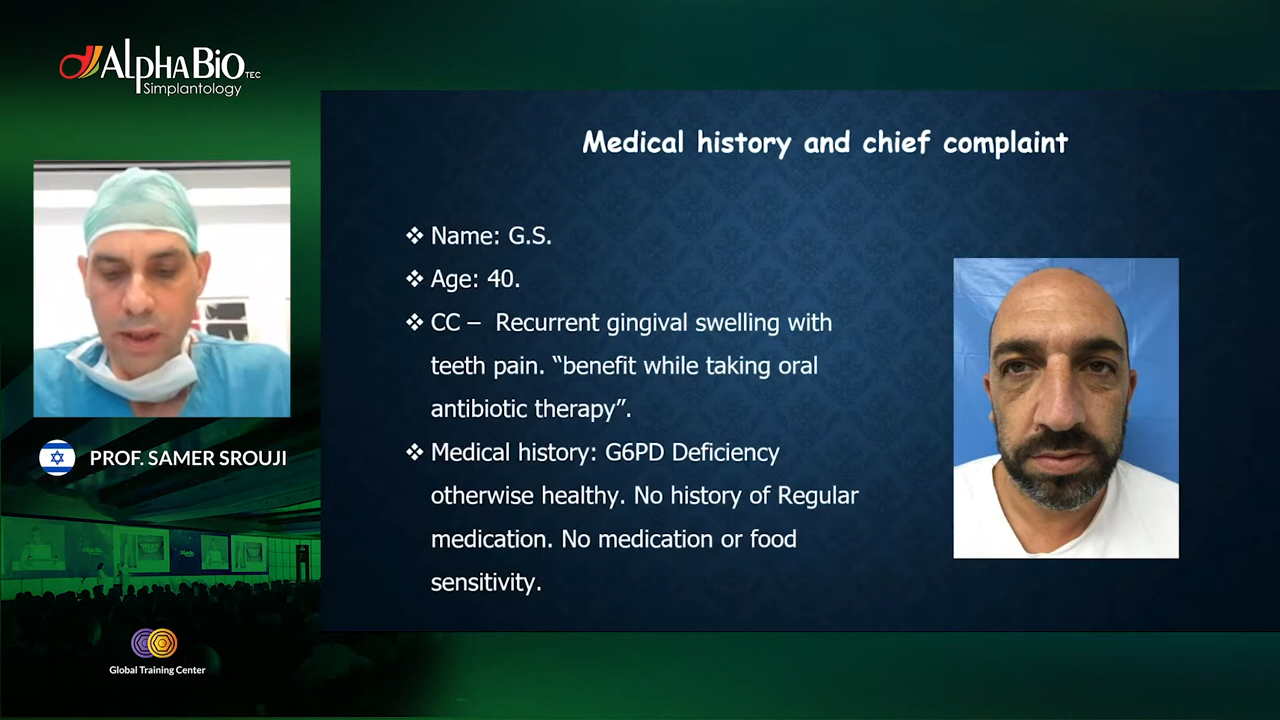 AlphaBio TEC
Simplantology
Medical history and chief complaint
❖ Name: G.S.
❖ Age: 40.
❖ CC – Recurrent gingival swelling with
teeth pain. “benefit while taking oral
antibiotic therapy”.
❖ Medical history: G6PD Deficiency
otherwise healthy. No history of Regular
medication. No medication or food
sensitivity.
PROF. SAMER SROUJI
Global Training Center